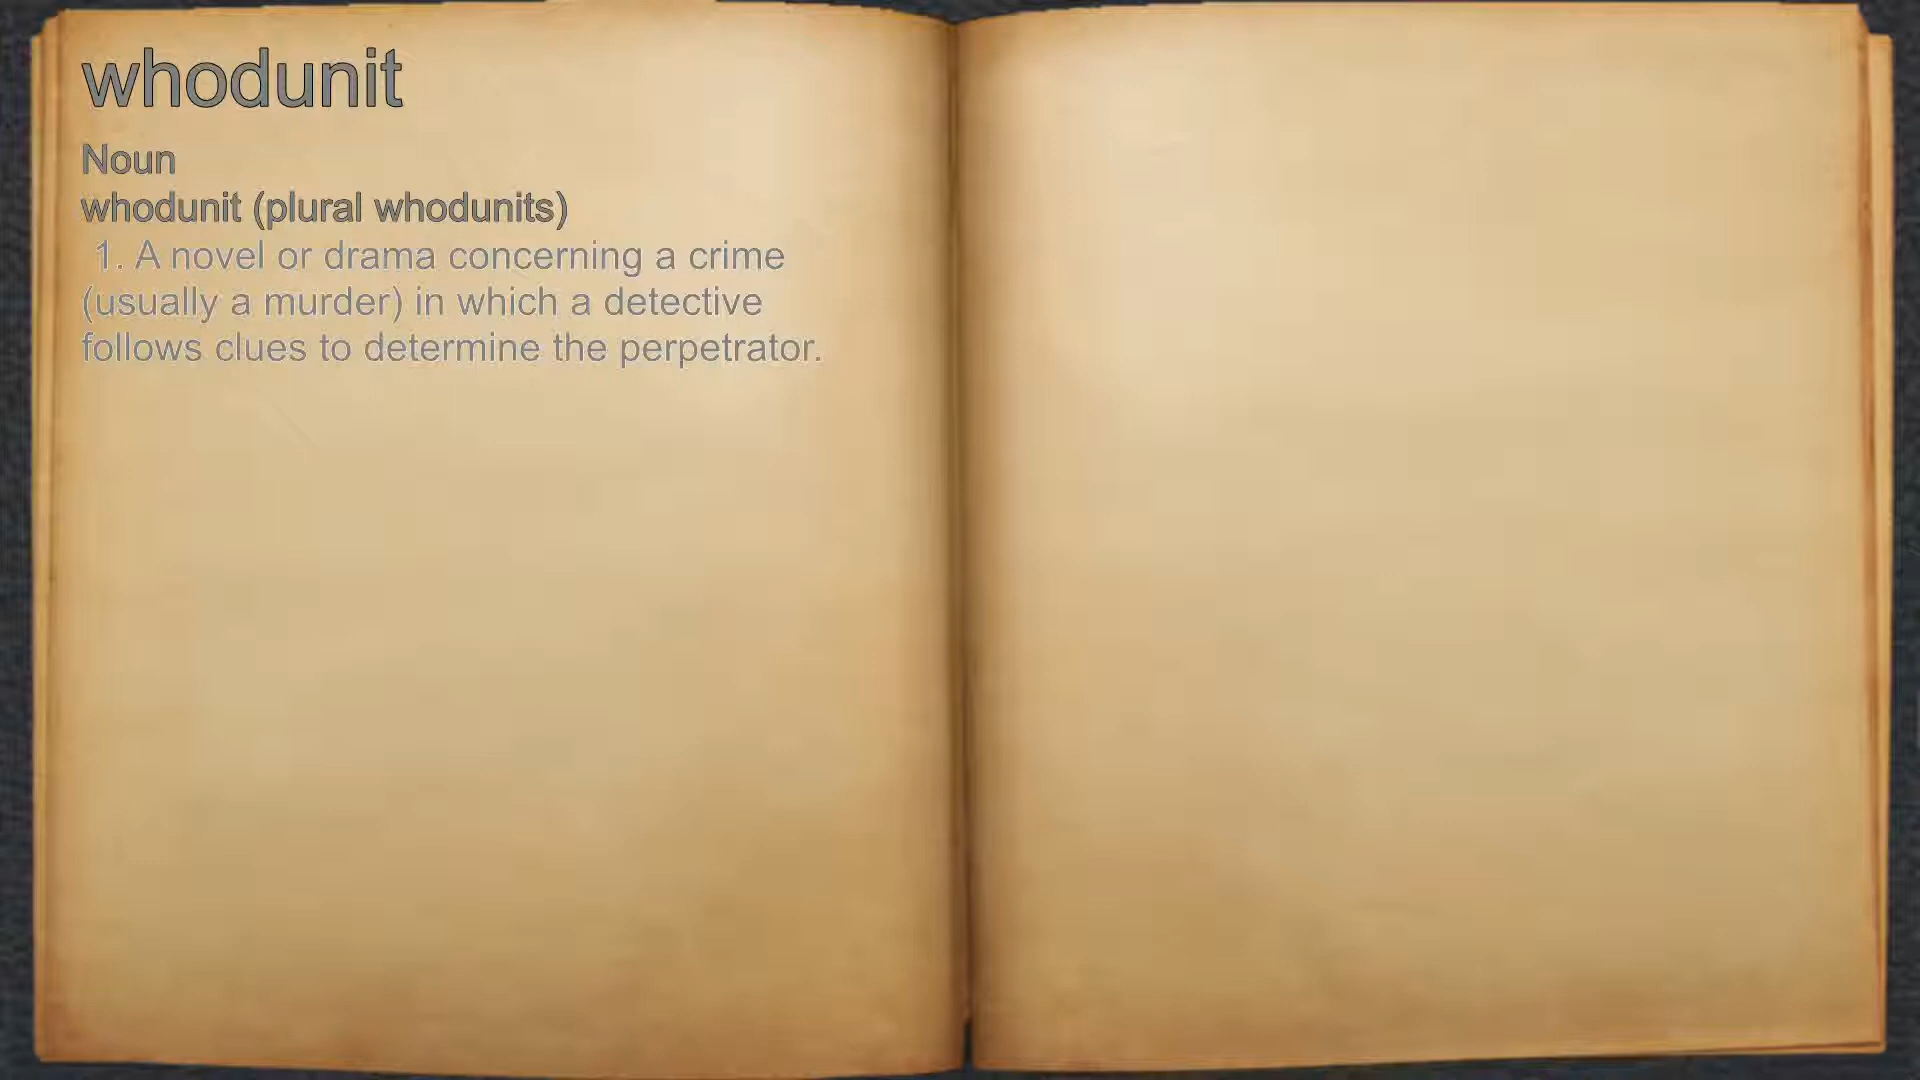 whodunit
Noun
whodunit (plural whodunits)
1. A novel or drama concerning a crime
(usually a murder) in which a detective
follows clues to determine the perpetrator.